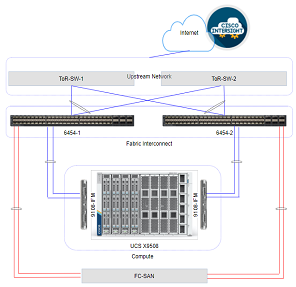 CISCO
INTERSIGHT
Internet
Upstream Network
ToR-SW-1
ToR-SW-2
6454-1
6454-2
Fabric Interconnect
9108-IFM
9108-IFM
UCS X9508
Compute
FC-SAN